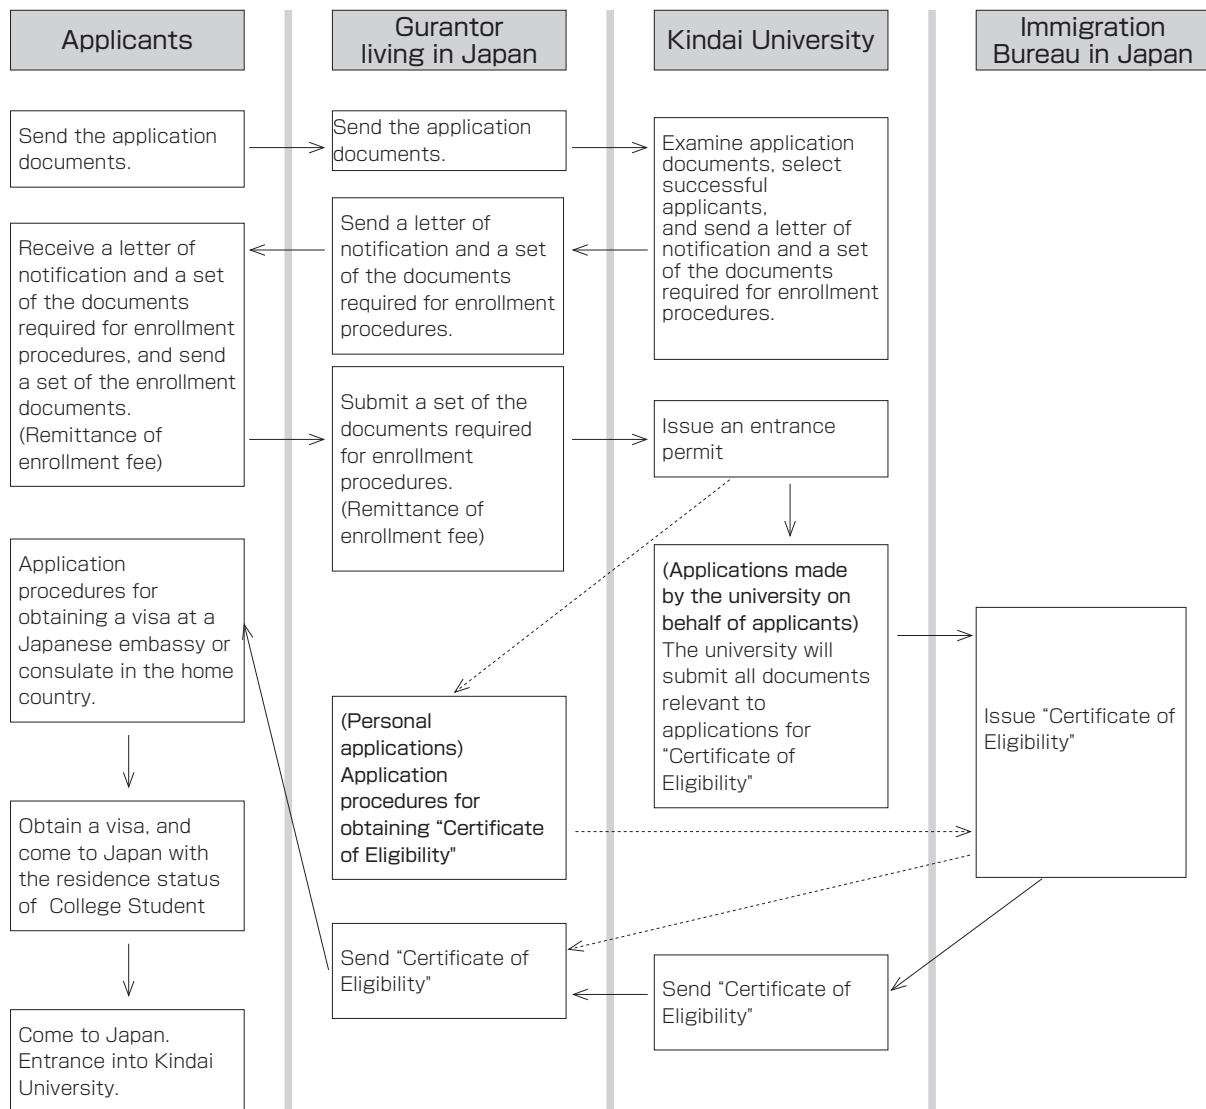 Applicants
Gurantor
living in Japan
Kindai University
Immigration
Bureau in Japan
Send the application
documents.
Send the application
documents.
Examine application
documents, select
successful
applicants,
and send a letter of
notification and a set
of the documents
required for enrollment
procedures.
Receive a letter of
notification and a set
of the documents
required for enrollment
procedures, and send
a set of the enrollment
documents.
(Remittance of
enrollment fee)
Send a letter of
notification and a set
of the documents
required for enrollment
procedures.
Submit a set of the
documents required
for enrollment
procedures.
(Remittance of
enrollment fee)
Issue an entrance
permit
Application
procedures for
obtaining a visa at a
Japanese embassy or
consulate in the home
country.
(Applications made
by the university on
behalf of applicants)
The university will
submit all documents
relevant to
applications for
“Certificate of
Eligibility"
Issue “Certificate of
Eligibility"
(Personal
applications)
Application
procedures for
obtaining “Certificate
of Eligibility"
Obtain a visa, and
come to Japan with
the residence status
of College Student
Send “Certificate of
Eligibility"
Send “Certificate of
Eligibility"
Come to Japan.
Entrance into Kindai
University.